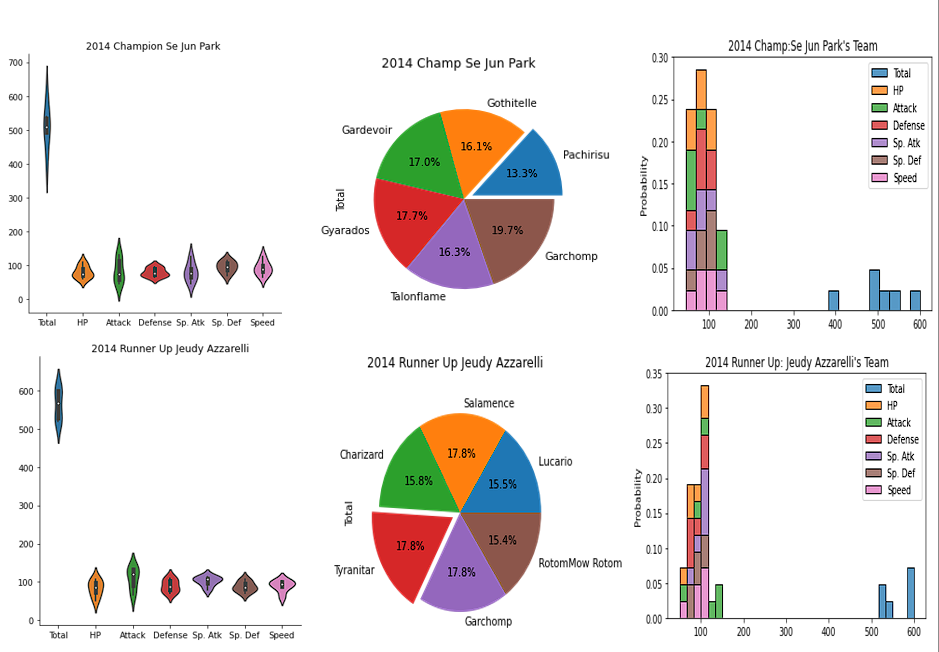 2014 Champion Se Jun Park
700
600
500
400
300
200
100
0
Total HP Attack Defense Sp. Atk Sp. Def Speed
2014 Champ Se Jun Park
Gothitelle
Gardevoir
Pachirisu
16.1%
17.0%
13.3%
Total
17.7%
19.7%
Gyarados
16.3%
Garchomp
Talonflame
2014 Champ:Se Jun Park's Team
0.30
0.25
0.20
0.15
0.10
0.05
0.00
Probability
Total
HP
Attack
Defense
Sp. Atk
Sp. Def
Speed
100 200 300 400 500 600
2014 Runner Up Jeudy Azzarelli
600
500
400
300
200
100
0
Total HP Attack Defense Sp. Atk Sp. Def Speed
2014 Runner Up Jeudy Azzarelli
Salamence
Charizard
17.8%
Lucario
15.8%
15.5%
Total
17.8%
15.4%
Tyranitar
17.8%
RotomMow Rotom
Garchomp
2014 Runner Up: Jeudy Azzarelli's Team
0.35
0.30
0.25
0.20
0.15
0.10
0.05
0.00
Probability
Total
HP
Attack
Defense
Sp. Atk
Sp. Def
Speed
100 200 300 400 500 600